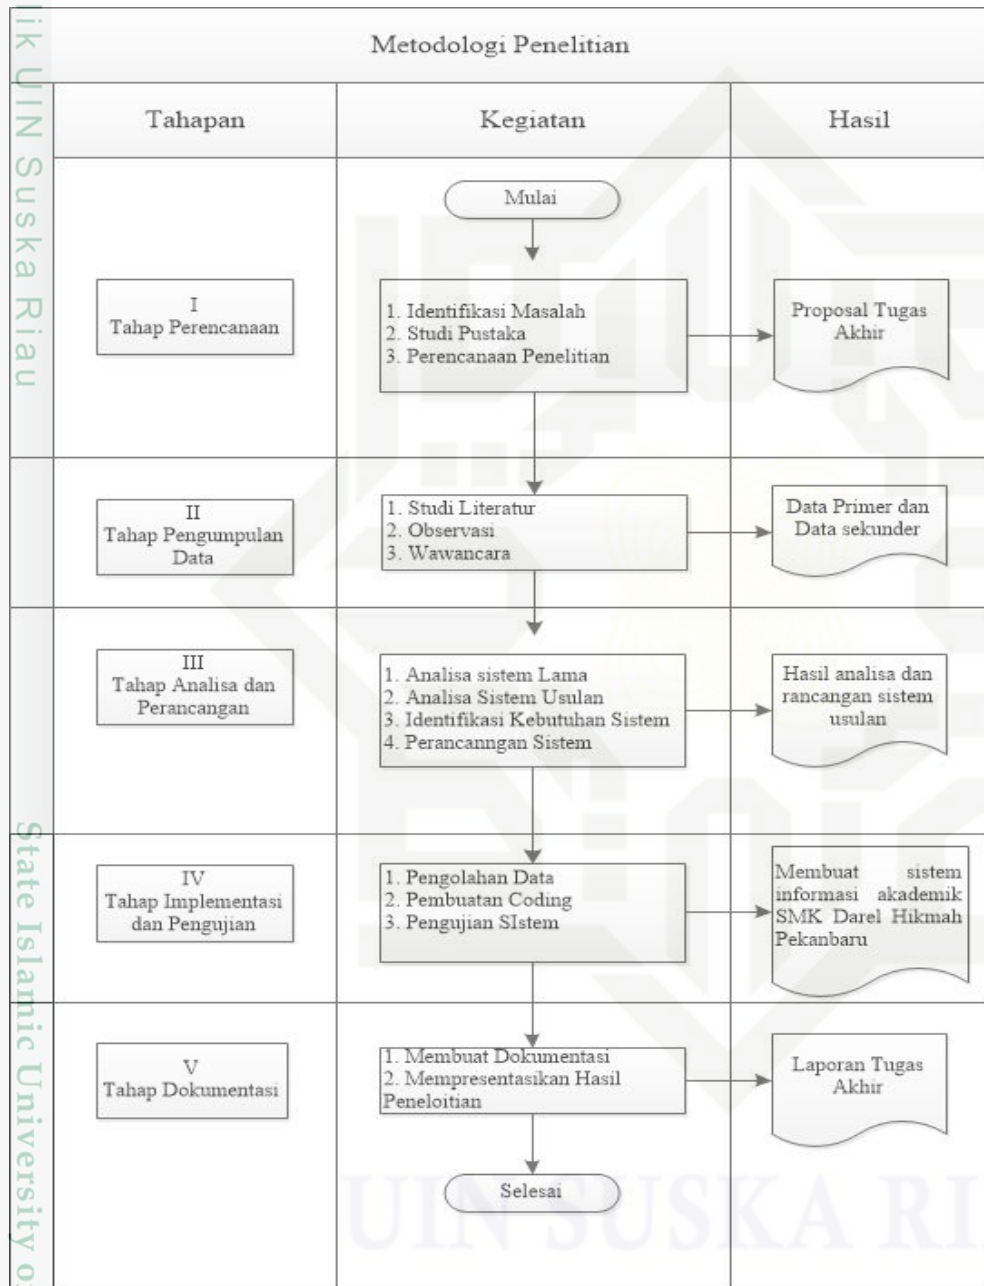 Metodologi Penelitian
Tahapan
Kegiatan
Hasil
Mulai
I
Tahap Perencanaan
1. Identifikasi Masalah
2. Studi Pustaka
3. Perencanaan Penelitian
Proposal Tugas
Akhir
II
Tahap Pengumpulan
Data
1. Studi Literatur
2. Observasi
3. Wawancara
Data Primer dan
Data sekunder
III
Tahap Analisa dan
Perancangan
1. Analisa sistem Lama
2. Analisa Sistem Usulan
3. Identifikasi Kebutuhan Sistem
4. Perancanngan Sistem
Hasil analisa dan
rancangan sistem
usulan
IV
Tahap Implementasi
dan Pengujian
1. Pengolahan Data
2. Pembuatan Coding
3. Pengujian SIstem
Membuat sistem
informasi akademik
SMK Darel Hikmah
Pekanbaru
V
Tahap Dokumentasi
1. Membuat Dokumentasi
2. Mempresentasikan Hasil
Peneloitian
Laporan Tugas
Akhir
Selesai
UIN Suska Riau
State Islamic University
UIN SUSKA